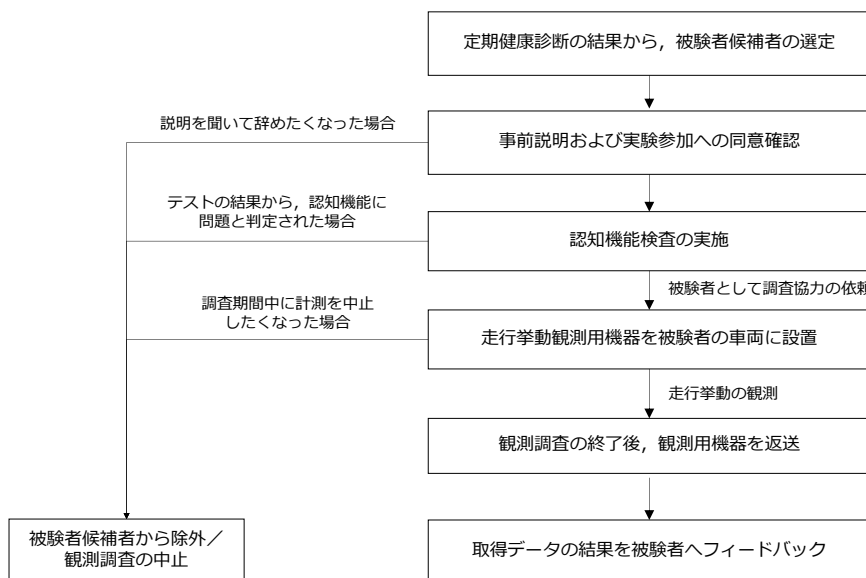 定期健康診断の結果から，被験者候補者の選定
説明を聞いて辞めたくなった場合
事前説明および実験参加への同意確認
テストの結果から，認知機能に
問題と判定された場合
認知機能検査の実施
被験者として調査協力の依頼
調査期間中に計測を中止
したくなった場合
走行挙動観測用機器を被験者の車両に設置
走行挙動の観測
観測調査の終了後，観測用機器を返送
被験者候補者から除外／
観測調査の中止
取得データの結果を被験者へフィードバック